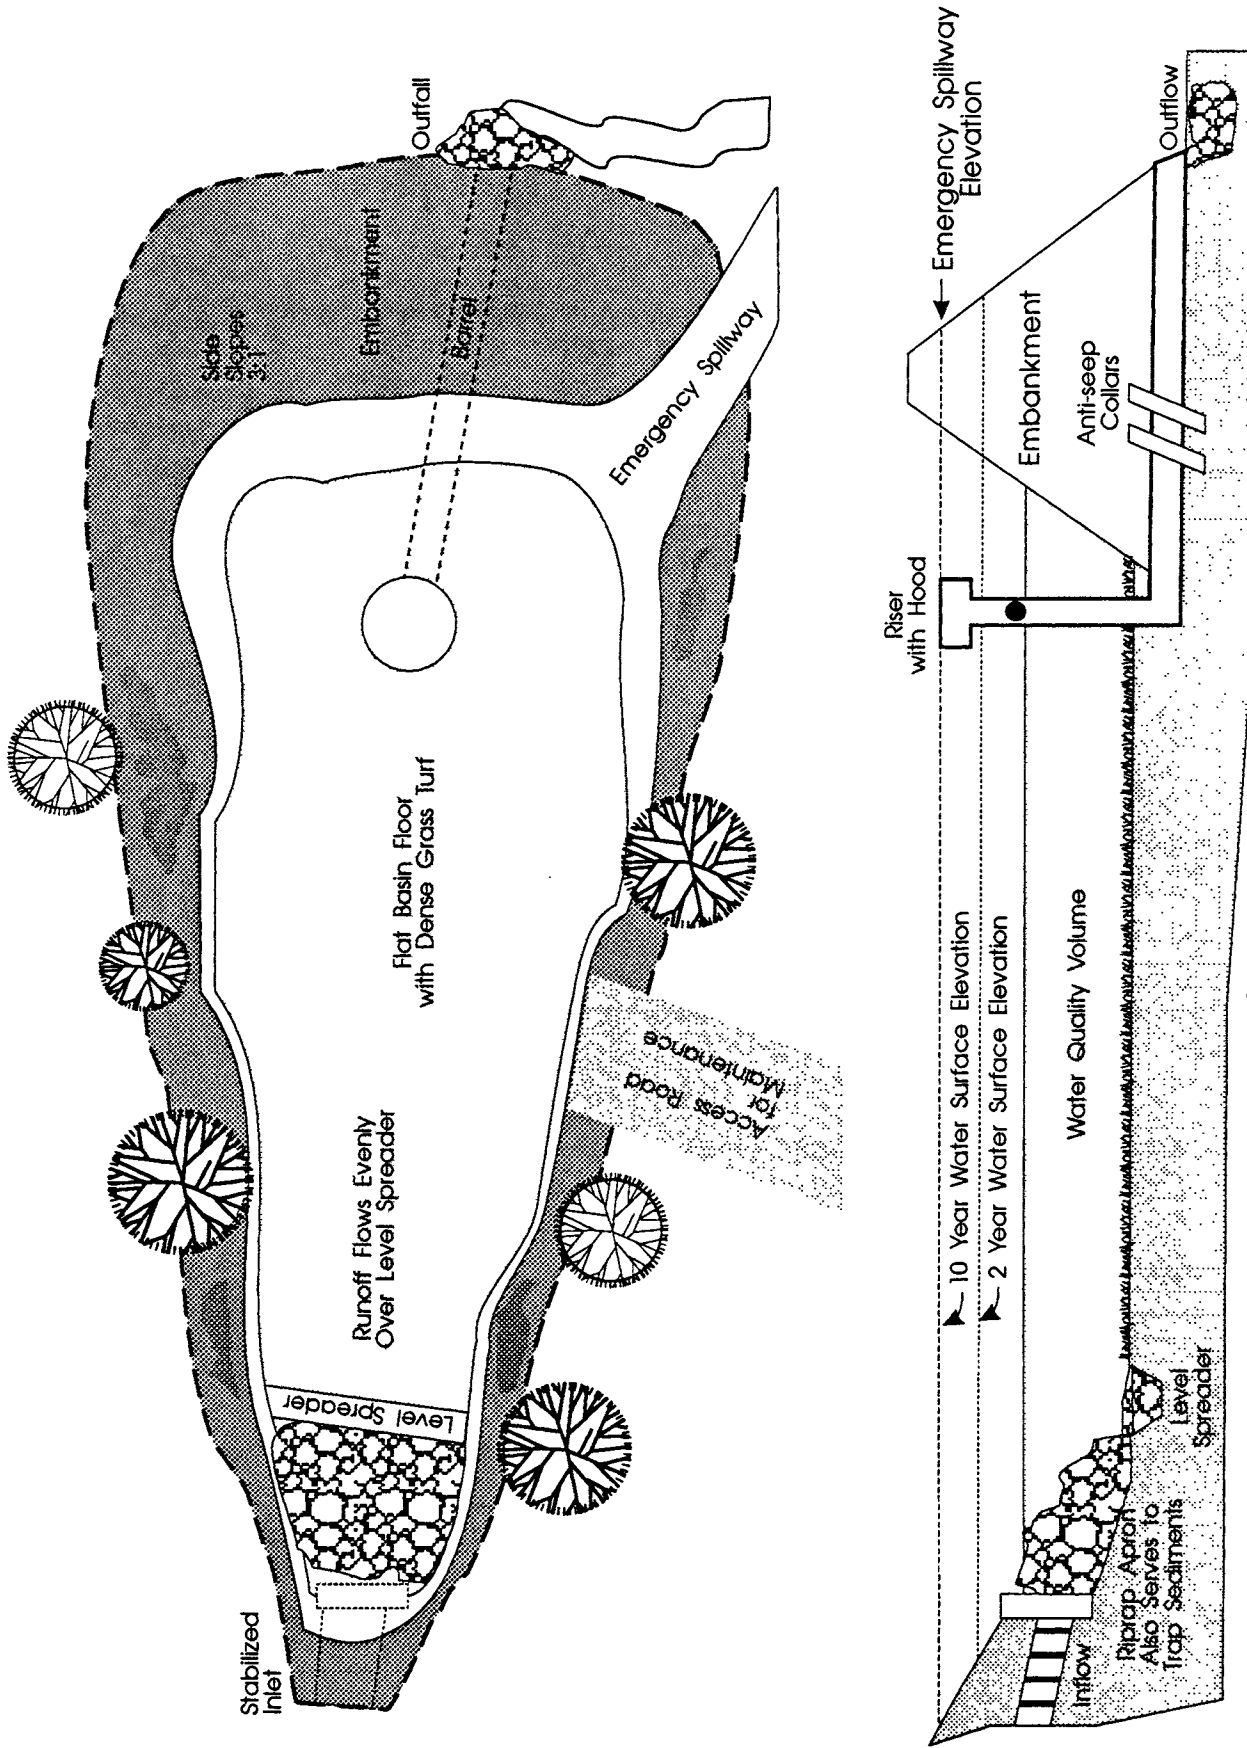 Stabilized
Inlet
Level Spreader
Runoff Flows Evenly
Over Level Spreader
Access Road
for
Maintenance
Flat Basin Floor
with Dense Grass Turf
Emergency Spillway
Side
Slopes
3:1
Embankment
Barrel
Outfall
Inflow
Riprap Apron
Also Serves to
Trap Sediments
Level
Spreader
10 Year Water Surface Elevation
2 Year Water Surface Elevation
Water Quality Volume
Riser
with Hood
Embankment
Anti-seep
Collars
Emergency Spillway
Elevation
Outflow